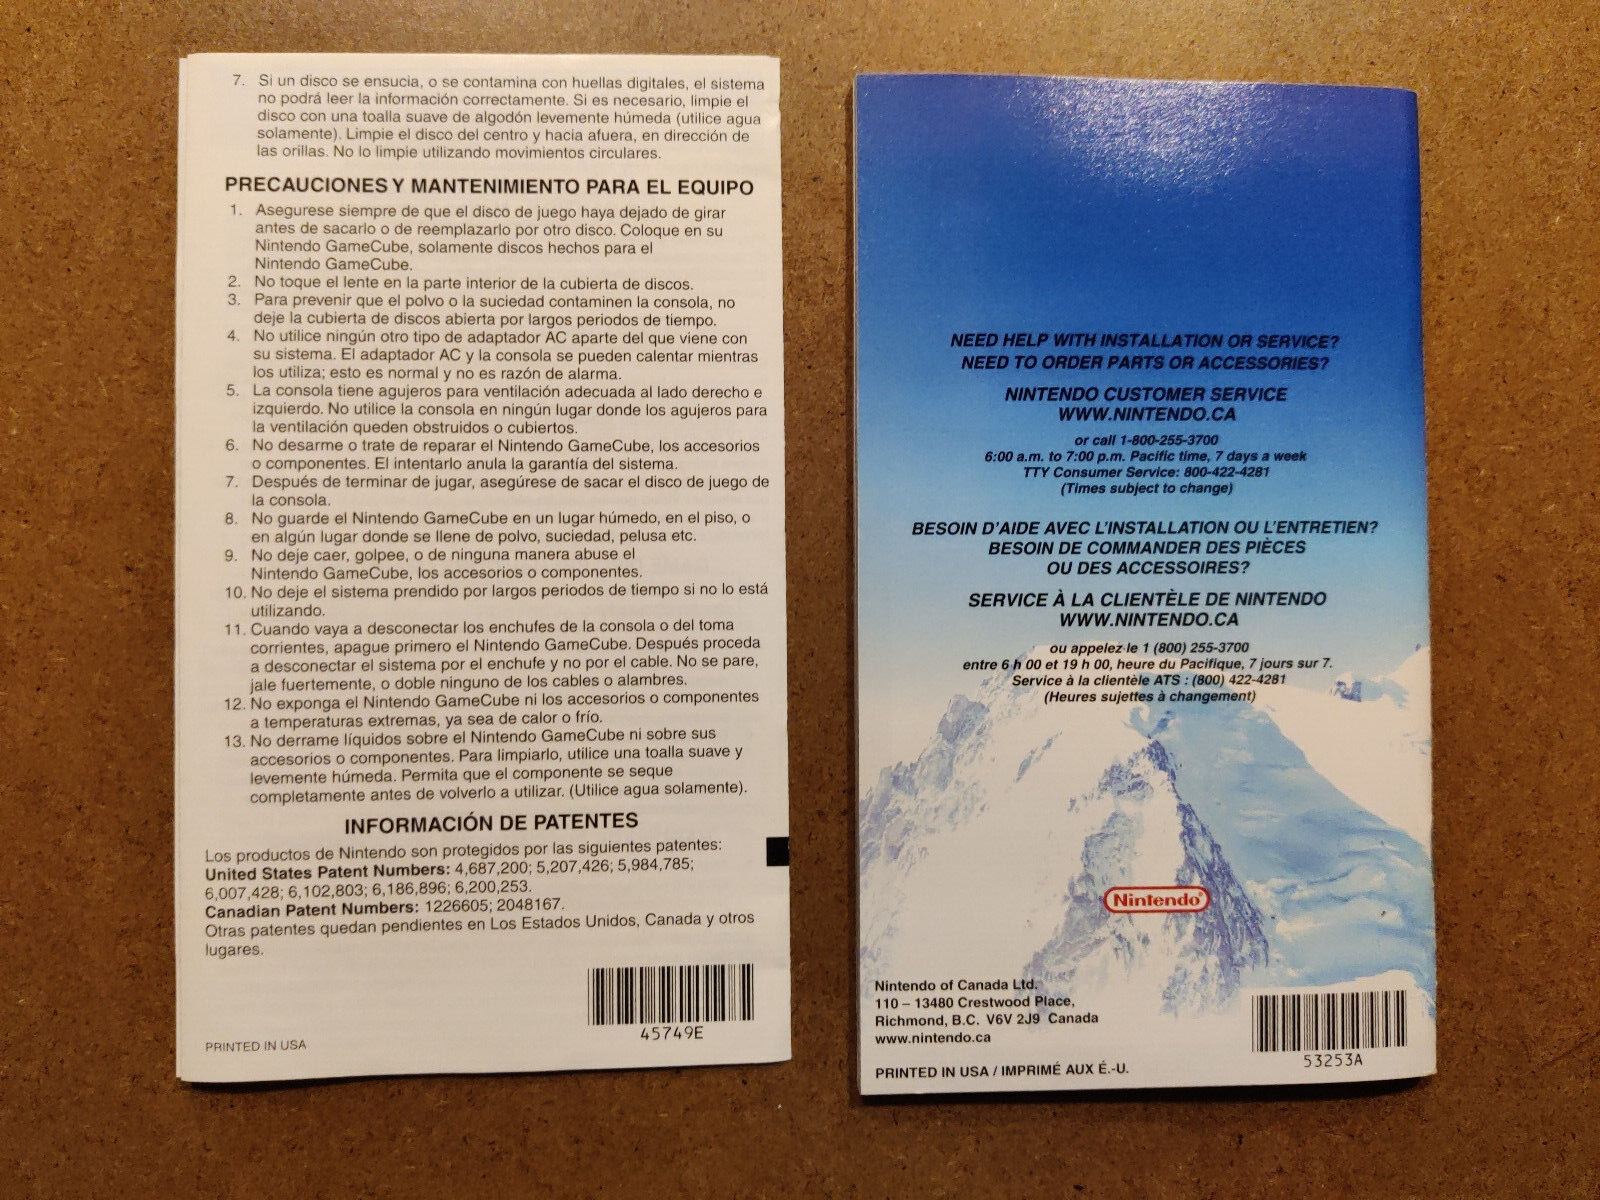 7. Si un disco se ensucia, o se contamina con huellas digitales, el sistema
no podrá leer la información correctamente. Si es necesario, limpie el
disco con una toalla suave de algodón levemente húmeda (utilice agua
solamente). Limpie el disco del centro y hacia afuera, en dirección de
las orillas. No lo limpie utilizando movimientos circulares.
PRECAUCIONES Y MANTENIMIENTO PARA EL EQUIPO
1. Asegurese siempre de que el disco de juego haya dejado de girar
antes de sacarlo o de reemplazarlo por otro disco. Coloque en su
Nintendo GameCube, solamente discos hechos para el
Nintendo GameCube.
2. No toque el lente en la parte interior de la cubierta de discos.
3. Para prevenir que el polvo o la suciedad contaminen la consola, no
deje la cubierta de discos abierta por largos periodos de tiempo.
4. No utilice ningún otro tipo de adaptador AC aparte del que viene con
su sistema. El adaptador AC y la consola se pueden calentar mientras
los utiliza; esto es normal y no es razón de alarma.
5. La consola tiene agujeros para ventilación adecuada al lado derecho e
izquierdo. No utilice la consola en ningún lugar donde los agujeros para
la ventilación queden obstruidos o cubiertos.
6. No desarme o trate de reparar el Nintendo GameCube, los accesorios
o componentes. El intentarlo anula la garantía del sistema.
7. Después de terminar de jugar, asegúrese de sacar el disco de juego de
la consola.
8. No guarde el Nintendo GameCube en un lugar húmedo, en el piso, o
en algún lugar donde se llene de polvo, suciedad, pelusa etc.
9. No deje caer, golpee, o de ninguna manera abuse el
Nintendo GameCube, los accesorios o componentes.
10. No deje el sistema prendido por largos periodos de tiempo si no lo está
utilizando.
11. Cuando vaya a desconectar los enchufes de la consola o del toma
corrientes, apague primero el Nintendo GameCube. Después proceda
a desconectar el sistema por el enchufe y no por el cable. No se pare,
jale fuertemente, o doble ninguno de los cables o alambres.
12. No exponga el Nintendo GameCube ni los accesorios o componentes
a temperaturas extremas, ya sea de calor o frío.
13. No derrame líquidos sobre el Nintendo GameCube ni sobre sus
accesorios o componentes. Para limpiarlo, utilice una toalla suave y
levemente húmeda. Permita que el componente se seque
completamente antes de volverlo a utilizar. (Utilice agua solamente).
INFORMACIÓN DE PATENTES
Los productos de Nintendo son protegidos por las siguientes patentes:
United States Patent Numbers: 4,687,200; 5,207,426; 5,984,785;
6,007,428; 6,102,803; 6,186,896; 6,200,253.
Canadian Patent Numbers: 1226605; 2048167.
Otras patentes quedan pendientes en Los Estados Unidos, Canada y otros
lugares.
45749E
PRINTED IN USA
NEED HELP WITH INSTALLATION OR SERVICE?
NEED TO ORDER PARTS OR ACCESSORIES?
NINTENDO CUSTOMER SERVICE
WWW.NINTENDO.CA
or call 1-800-255-3700
6:00 a.m. to 7:00 p.m. Pacific time, 7 days a week
TTY Consumer Service: 800-422-4281
(Times subject to change)
BESOIN D'AIDE AVEC L'INSTALLATION OU L'ENTRETIEN?
BESOIN DE COMMANDER DES PIÈCES
OU DES ACCESSOIRES?
SERVICE À LA CLIENTÈLE DE NINTENDO
WWW.NINTENDO.CA
ou appelez le 1 (800) 255-3700
entre 6 h 00 et 19 h 00, heure du Pacifique, 7 jours sur 7.
Service à la clientèle ATS : (800) 422-4281
(Heures sujettes à changement)
Nintendo®
Nintendo of Canada Ltd.
110 – 13480 Crestwood Place,
Richmond, B.C. V6V 2J9 Canada
www.nintendo.ca
53253A
PRINTED IN USA / IMPRIMÉ AUX É.-U.